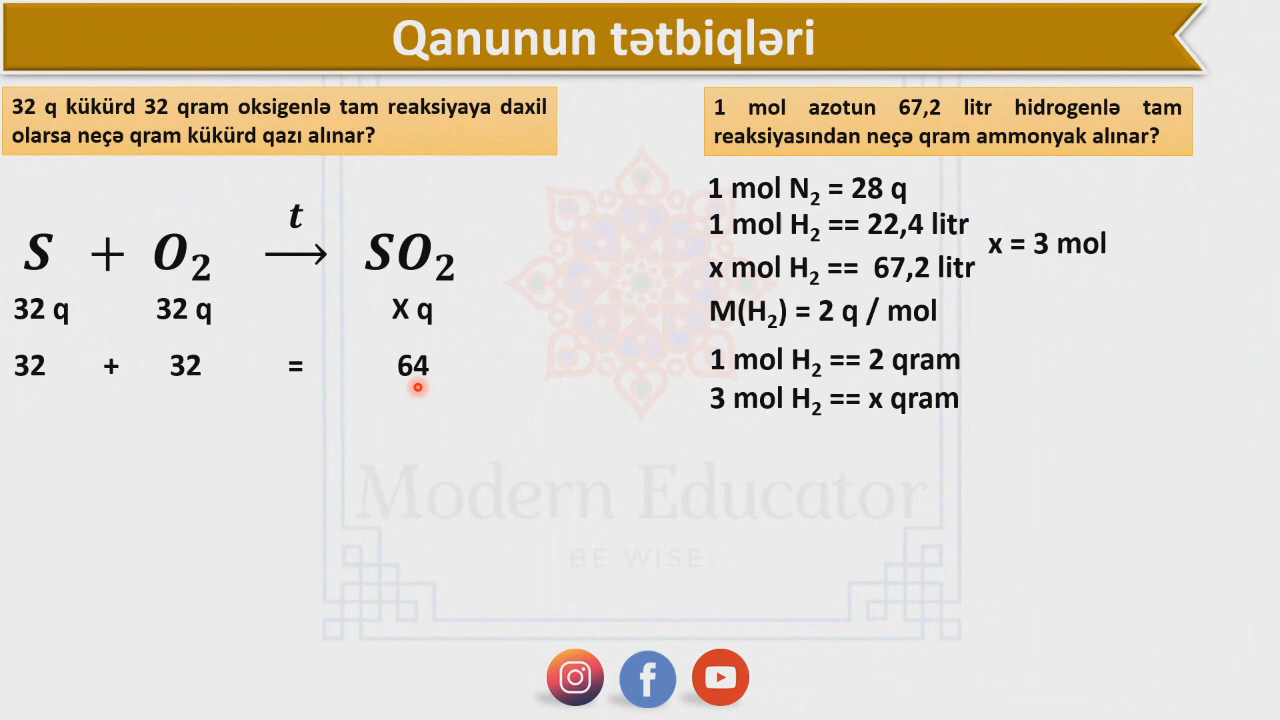 Qanunun tətbiqləri
32 q kükürd 32 qram oksigenlə tam reaksiyaya daxil
olarsa neçə qram kükürd qazı alınar?
t
S + O₂ ⟶ SO₂
32 q 32 q X q
32 + 32 = 64
1 mol azotun 67,2 litr hidrogenlə tam
reaksiyasından neçə qram ammonyak alınar?
1 mol N₂ = 28 q
1 mol H₂ == 22,4 litr
x = 3 mol
x mol H₂ == 67,2 litr
M(H₂) = 2 q / mol
1 mol H₂ == 2 qram
3 mol H₂ == x qram
Modern Educator
BE WISE!